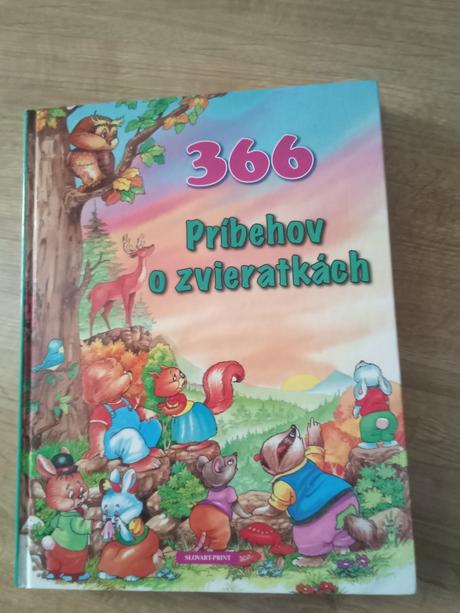 366
Príbehov
o zvieratkách
SLOVART-PRINT